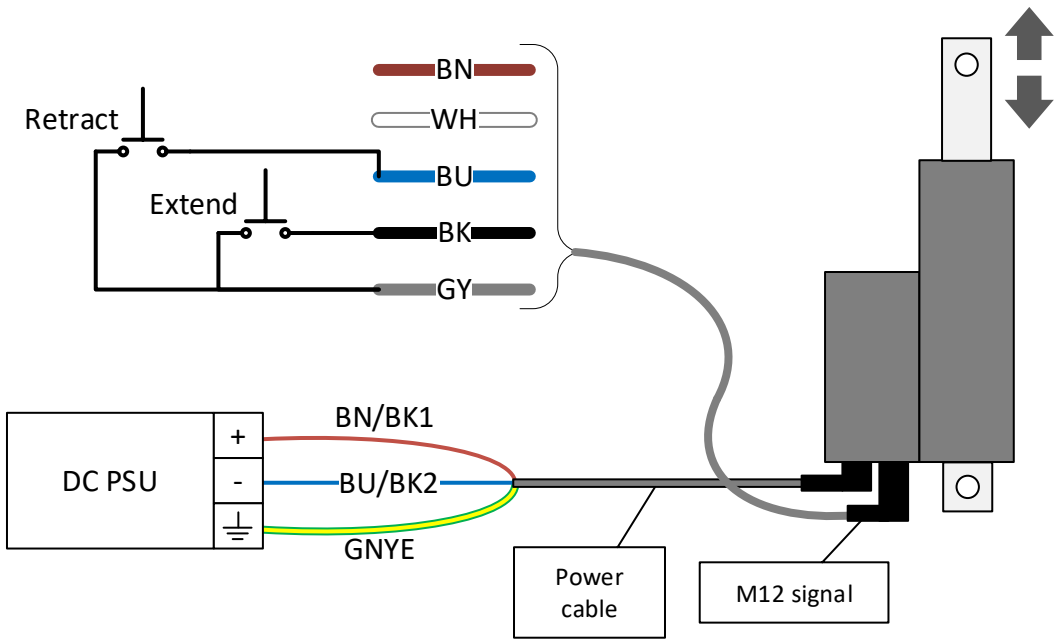 BN
WH
Retract
BU
Extend
BK
GY
BN/BK1
+
DC PSU
-
BU/BK2
GNYE
Power
cable
M12 signal